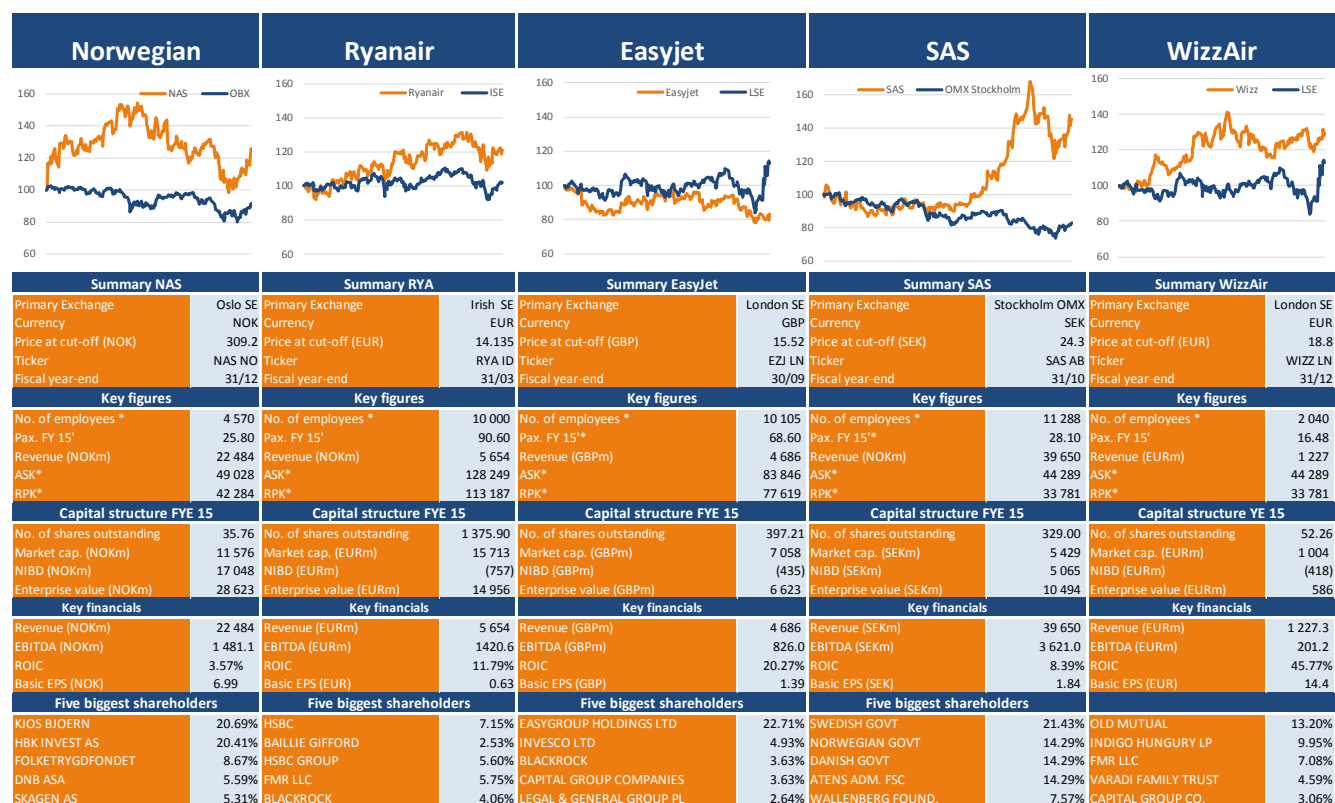 Norwegian Ryanair Easyjet SAS WizzAir
NAS OBX
160
140
120
100
80
60
Ryanair ISE
160
140
120
100
80
60
Easyjet LSE
160
140
120
100
80
60
SAS OMX Stockholm
160
140
120
100
80
60
Wizz LSE
160
140
120
100
80
60
Summary NAS
Primary Exchange Oslo SE
Currency NOK
Price at cut-off (NOK) 309.2
Ticker NAS NO
Fiscal year-end 31/12
Key figures
No. of employees * 4 570
Pax. FY 15' 25.80
Revenue (NOKm) 22 484
ASK* 49 028
RPK* 42 284
Capital structure FYE 15
No. of shares outstanding 35.76
Market cap. (NOKm) 11 576
NIBD (NOKm) 17 048
Enterprise value (NOKm) 28 623
Key financials
Revenue (NOKm) 22 484
EBITDA (NOKm) 1 481.1
ROIC 3.57%
Basic EPS (NOK) 6.99
Five biggest shareholders
KJOS BJOERN 20.69%
HBK INVEST AS 20.41%
FOLKETRYGDFONDET 8.67%
DNB ASA 5.59%
SKAGEN AS 5.31%
Summary RYA
Primary Exchange Irish SE
Currency EUR
Price at cut-off (EUR) 14.135
Ticker RYA ID
Fiscal year-end 31/03
Key figures
No. of employees * 10 000
Pax. FY 15' 90.60
Revenue (NOKm) 5 654
ASK* 128 249
RPK* 113 187
Capital structure FYE 15
No. of shares outstanding 1 375.90
Market cap. (EURm) 15 713
NIBD (EURm) (757)
Enterprise value (EURm) 14 956
Key financials
Revenue (EURm) 5 654
EBITDA (EURm) 1420.6
ROIC 11.79%
Basic EPS (EUR) 0.63
Five biggest shareholders
HSBC 7.15%
BAILLIE GIFFORD 2.53%
HSBC GROUP 5.60%
FMR LLC 5.75%
BLACKROCK 4.06%
Summary EasyJet
Primary Exchange London SE
Currency GBP
Price at cut-off (GBP) 15.52
Ticker EZJ LN
Fiscal year-end 30/09
Key figures
No. of employees * 10 105
Pax. FY 15'* 68.60
Revenue (GBPm) 4 686
ASK* 83 846
RPK* 77 619
Capital structure FYE 15
No. of shares outstanding 397.21
Market cap. (GBPm) 7 058
NIBD (GBPm) (435)
Enterprise value (GBPm) 6 623
Key financials
Revenue (GBPm) 4 686
EBITDA (GBPm) 826.0
ROIC 20.27%
Basic EPS (GBP) 1.39
Five biggest shareholders
EASYGROUP HOLDINGS LTD 22.71%
INVESCO LTD 4.93%
BLACKROCK 3.63%
CAPITAL GROUP COMPANIES 3.63%
LEGAL & GENERAL GROUP PL 2.64%
Summary SAS
Primary Exchange Stockholm OMX
Currency SEK
Price at cut-off (SEK) 24.3
Ticker SAS AB
Fiscal year-end 31/10
Key figures
No. of employees * 11 288
Pax. FY 15'* 28.10
Revenue (NOKm) 39 650
ASK* 44 289
RPK* 33 781
Capital structure FYE 15
No. of shares outstanding 329.00
Market cap. (SEKm) 5 429
NIBD (SEKm) 5 065
Enterprise value (SEKm) 10 494
Key financials
Revenue (SEKm) 39 650
EBITDA (SEKm) 3 621.0
ROIC 8.39%
Basic EPS (SEK) 1.84
Five biggest shareholders
SWEDISH GOVT 21.43%
NORWEGIAN GOVT 14.29%
DANISH GOVT 14.29%
ATENS ADM. FSC 14.29%
WALLENBERG FOUND. 7.57%
Summary WizzAir
Primary Exchange London SE
Currency EUR
Price at cut-off (EUR) 18.8
Ticker WIZZ LN
Fiscal year-end 31/12
Key figures
No. of employees * 2 040
Pax. FY 15' 16.48
Revenue (EURm) 1 227
ASK* 44 289
RPK* 33 781
Capital structure YE 15
No. of shares outstanding 52.26
Market cap. (EURm) 1 004
NIBD (EURm) (418)
Enterprise value (EURm) 586
Key financials
Revenue (EURm) 1 227.3
EBITDA (EURm) 201.2
ROIC 45.77%
Basic EPS (EUR) 14.4
OLD MUTUAL 13.20%
INDIGO HUNGURY LP 9.95%
FMR LLC 7.08%
VARADI FAMILY TRUST 4.59%
CAPITAL GROUP CO. 3.06%